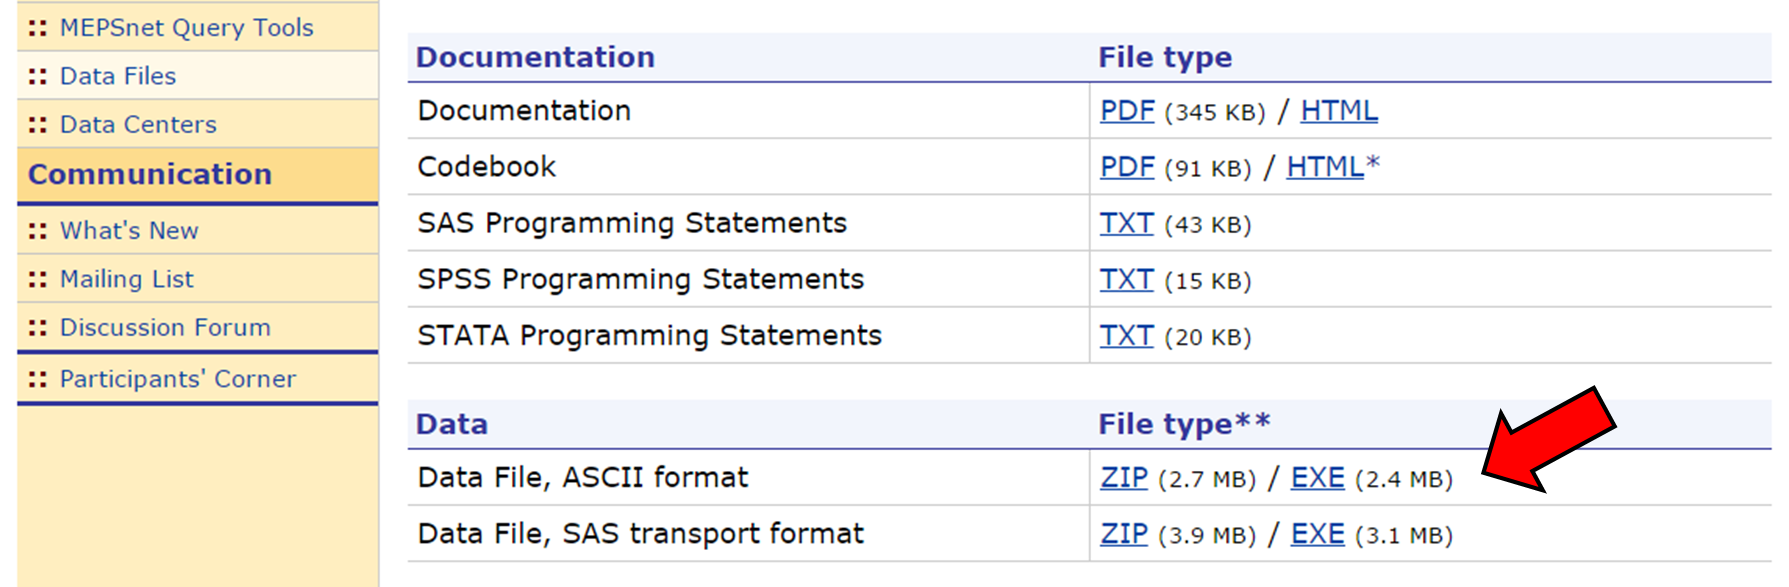 :: MEPSnet Query Tools
:: Data Files
:: Data Centers
Communication
:: What's New
:: Mailing List
:: Discussion Forum
:: Participants' Corner
Documentation File type
Documentation PDF (345 KB) / HTML
Codebook PDF (91 KB) / HTML*
SAS Programming Statements TXT (43 KB)
SPSS Programming Statements TXT (15 KB)
STATA Programming Statements TXT (20 KB)
Data File type**
Data File, ASCII format ZIP (2.7 MB) / EXE (2.4 MB)
Data File, SAS transport format ZIP (3.9 MB) / EXE (3.1 MB)